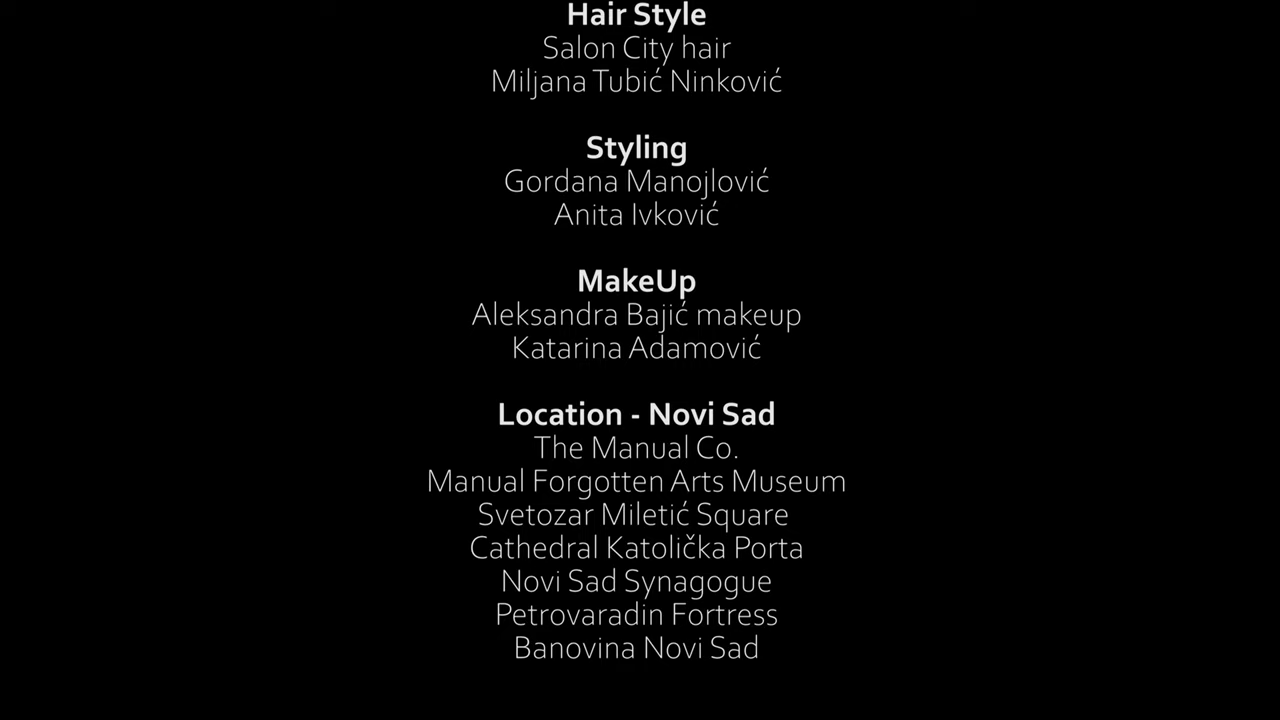 Hair Style
Salon City hair
Miljana Tubić Ninković
Styling
Gordana Manojlović
Anita Ivković
MakeUp
Aleksandra Bajić makeup
Katarina Adamović
Location - Novi Sad
The Manual Co.
Manual Forgotten Arts Museum
Svetozar Miletić Square
Cathedral Katolička Porta
Novi Sad Synagogue
Petrovaradin Fortress
Banovina Novi Sad